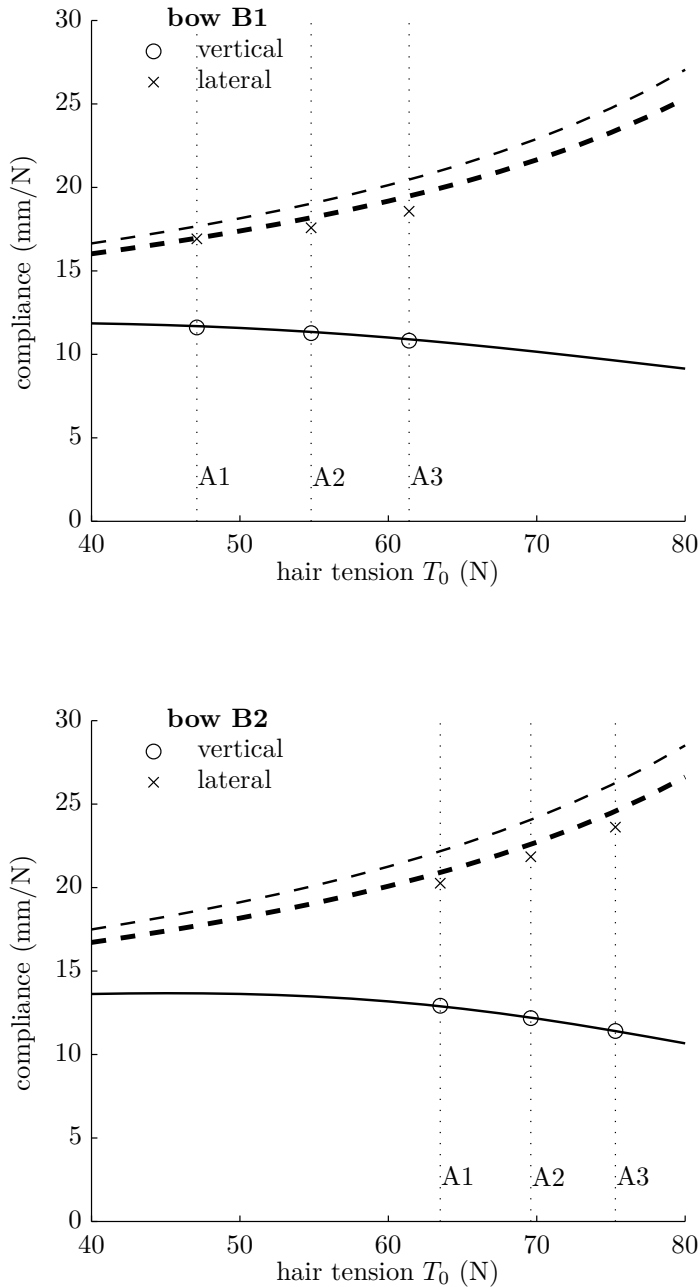 bow B1
vertical
lateral
compliance (mm/N)
30
25
20
15
10
5
0
A1 A2 A3
40 50 60 70 80
hair tension T₀ (N)
bow B2
vertical
lateral
compliance (mm/N)
30
25
20
15
10
5
0
A1 A2 A3
40 50 60 70 80
hair tension T₀ (N)